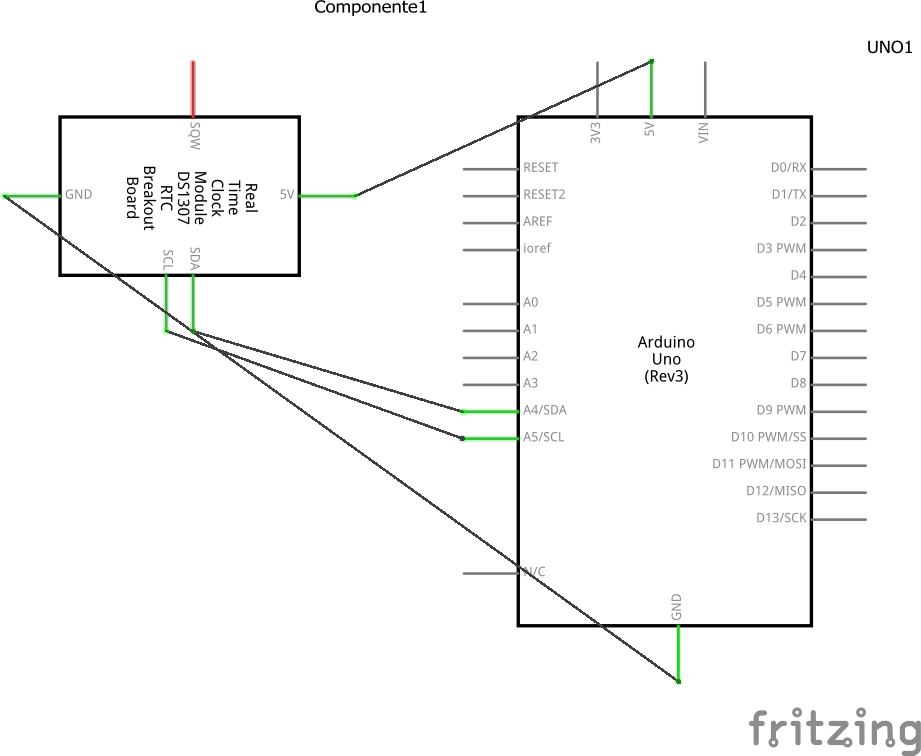 Componente1
UNO1
SQW
GND
5V
Real
Time
Clock
Module
DS1307
RTC
Breakout
Board
SCL
SDA
3V3
5V
VIN
RESET
RESET2
AREF
ioref
A0
A1
A2
A3
A4/SDA
A5/SCL
N/C
Arduino
Uno
(Rev3)
D0/RX
D1/TX
D2
D3 PWM
D4
D5 PWM
D6 PWM
D7
D8
D9 PWM
D10 PWM/SS
D11 PWM/MOSI
D12/MISO
D13/SCK
GND
fritzing